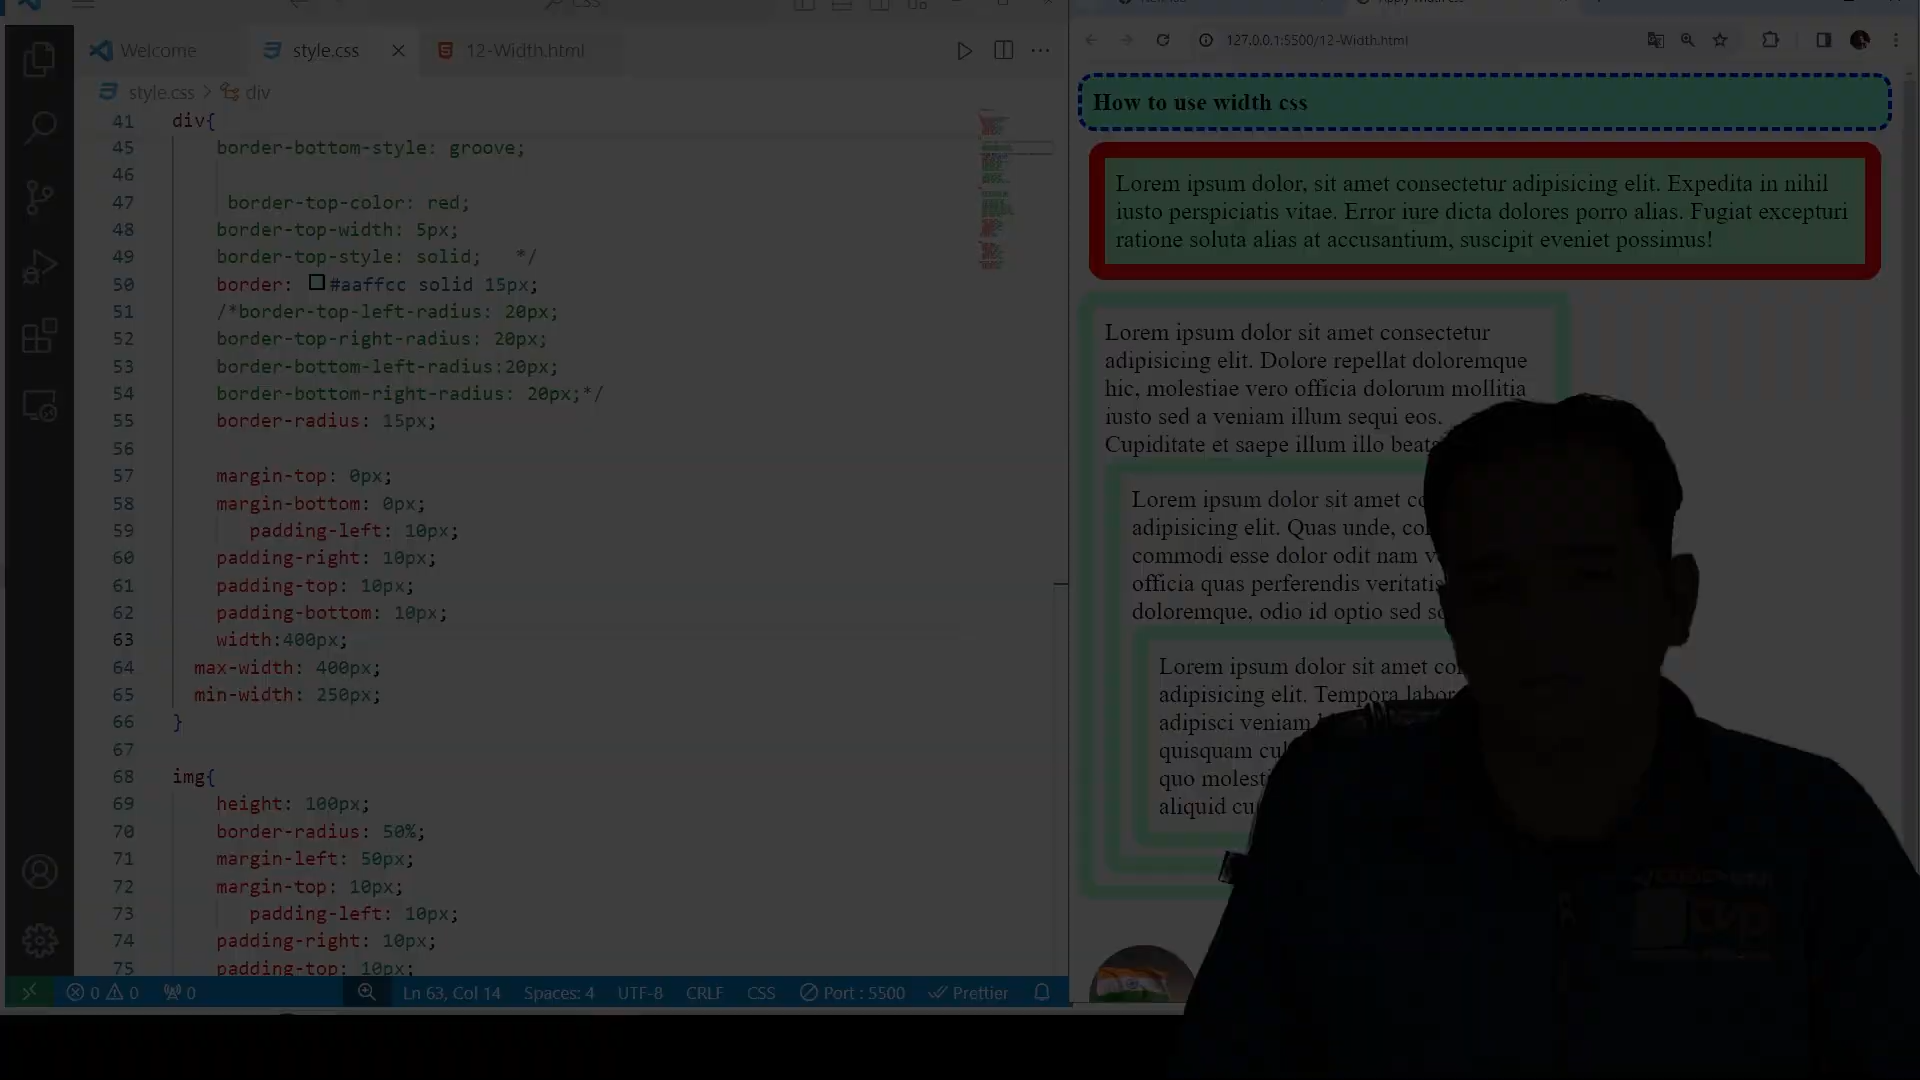 CSS
Welcome
style.css
12-Width.html
style.css > div
41 div{
45 border-bottom-style: groove;
46
47 border-top-color: red;
48 border-top-width: 5px;
49 border-top-style: solid; */
50 border: #aaffcc solid 15px;
51 /*border-top-left-radius: 20px;
52 border-top-right-radius: 20px;
53 border-bottom-left-radius:20px;
54 border-bottom-right-radius: 20px;*/
55 border-radius: 15px;
56
57 margin-top: 0px;
58 margin-bottom: 0px;
59 padding-left: 10px;
60 padding-right: 10px;
61 padding-top: 10px;
62 padding-bottom: 10px;
63 width:400px;
64 max-width: 400px;
65 min-width: 250px;
66 }
67
68 img{
69 height: 100px;
70 border-radius: 50%;
71 margin-left: 50px;
72 margin-top: 10px;
73 padding-left: 10px;
74 padding-right: 10px;
75 padding-top: 10px;
0 0 0 Ln 63, Col 14 Spaces: 4 UTF-8 CRLF CSS Port : 5500 Prettier
127.0.0.1:5500/12-Width.html
How to use width css
Lorem ipsum dolor, sit amet consectetur adipisicing elit. Expedita in nihil
iusto perspiciatis vitae. Error iure dicta dolores porro alias. Fugiat excepturi
ratione soluta alias at accusantium, suscipit eveniet possimus!
Lorem ipsum dolor sit amet consectetur
adipisicing elit. Dolore repellat doloremque
hic, molestiae vero officia dolorum mollitia
iusto sed a veniam illum sequi eos.
Cupiditate et saepe illum illo
Lorem ipsum dolor sit amet
adipisicing elit. Quas unde,
commodi esse dolor odit nam
officia quas perferendis
doloremque, odio id optio sed
Lorem ipsum dolor sit amet
adipisicing elit. Tempora
adipisci veniam
quisquam
quo
aliquid